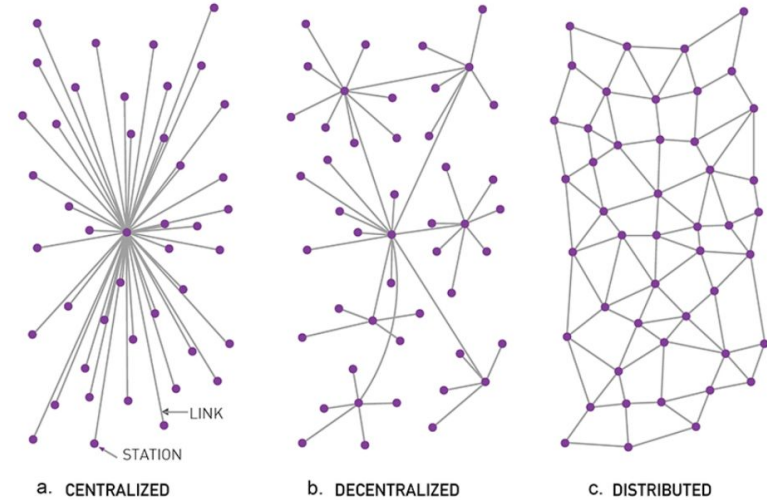 LINK
STATION
a. CENTRALIZED
b. DECENTRALIZED
c. DISTRIBUTED